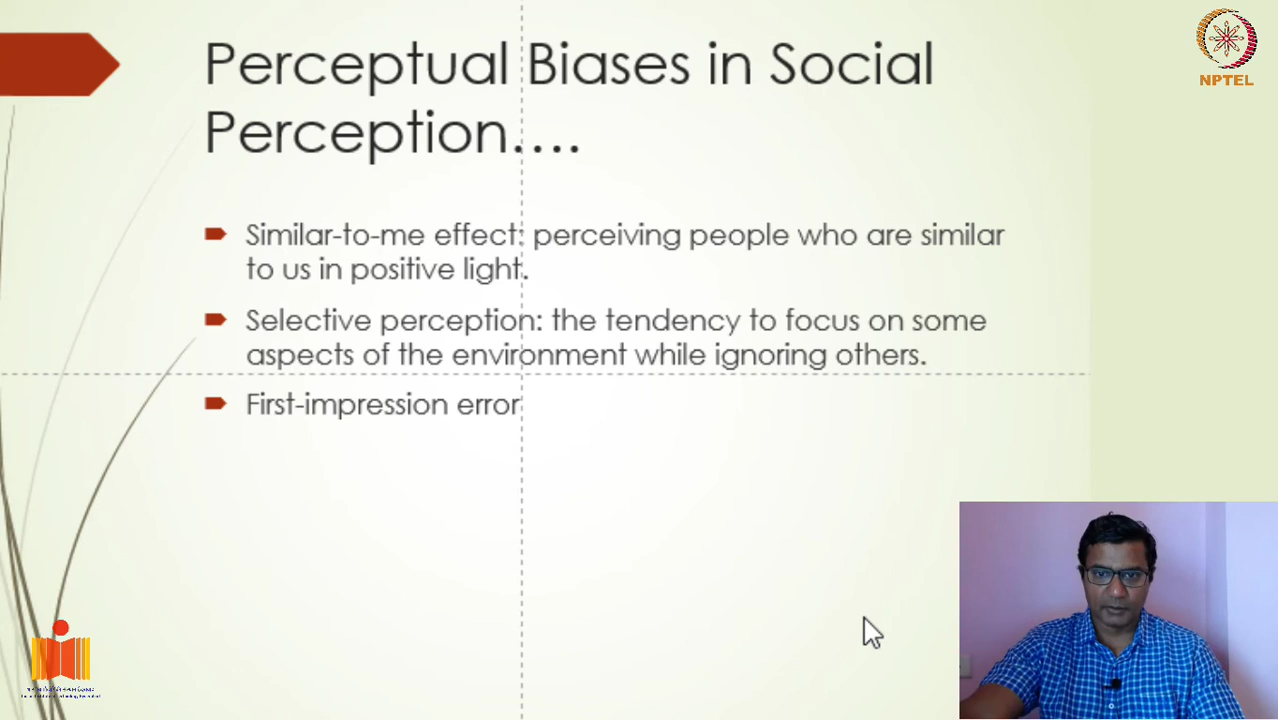 Perceptual Biases in Social
Perception....
NPTEL
Similar-to-me effect: perceiving people who are similar
to us in positive light.
Selective perception: the tendency to focus on some
aspects of the environment while ignoring others.
First-impression error